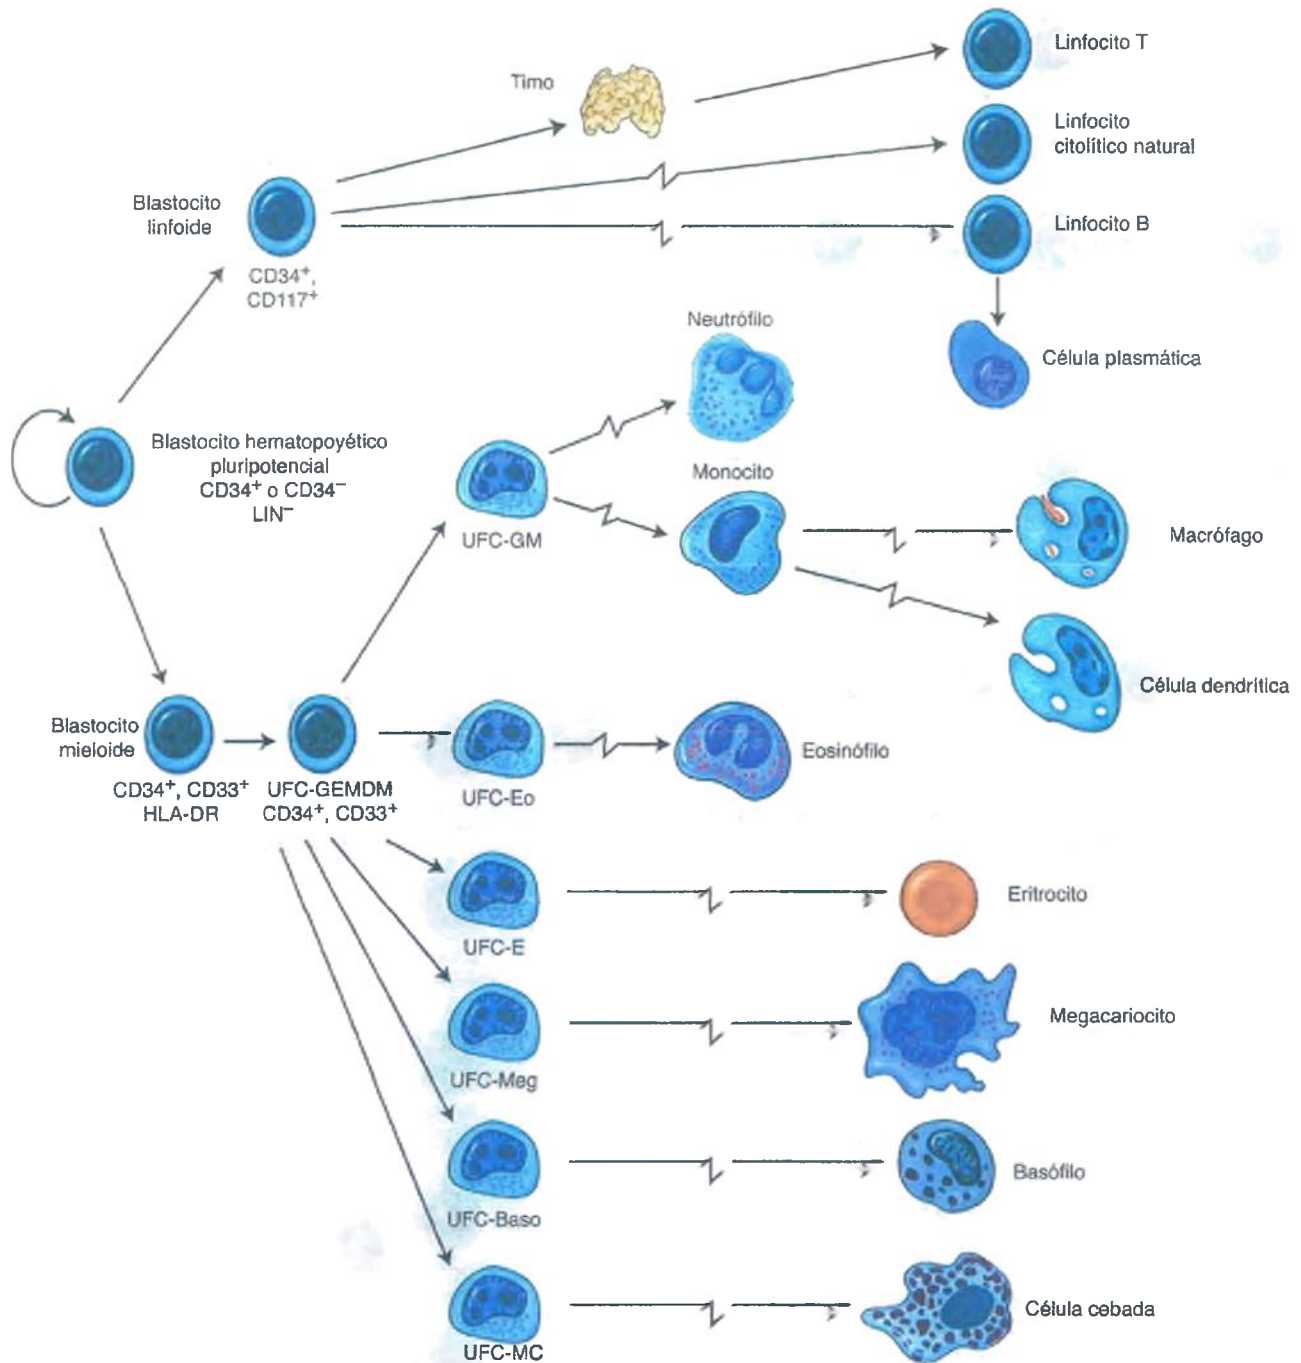 Linfocito T
Timo
Linfocito
citolítico natural
Blastocito
linfoide
Linfocito B
CD34⁺,
CD117⁺
Neutrófilo
Célula plasmática
Blastocito hematopoyético
pluripotencial
CD34⁺ o CD34⁻
LIN⁻
Monocito
UFC-GM
Macrófago
Célula dendrítica
Blastocito
mieloide
Eosinófilo
CD34⁺, CD33⁺
HLA-DR
UFC-GEMDM
CD34⁺, CD33⁺
UFC-Eo
Eritrocito
UFC-E
Megacariocito
UFC-Meg
Basófilo
UFC-Baso
Célula cebada
UFC-MC